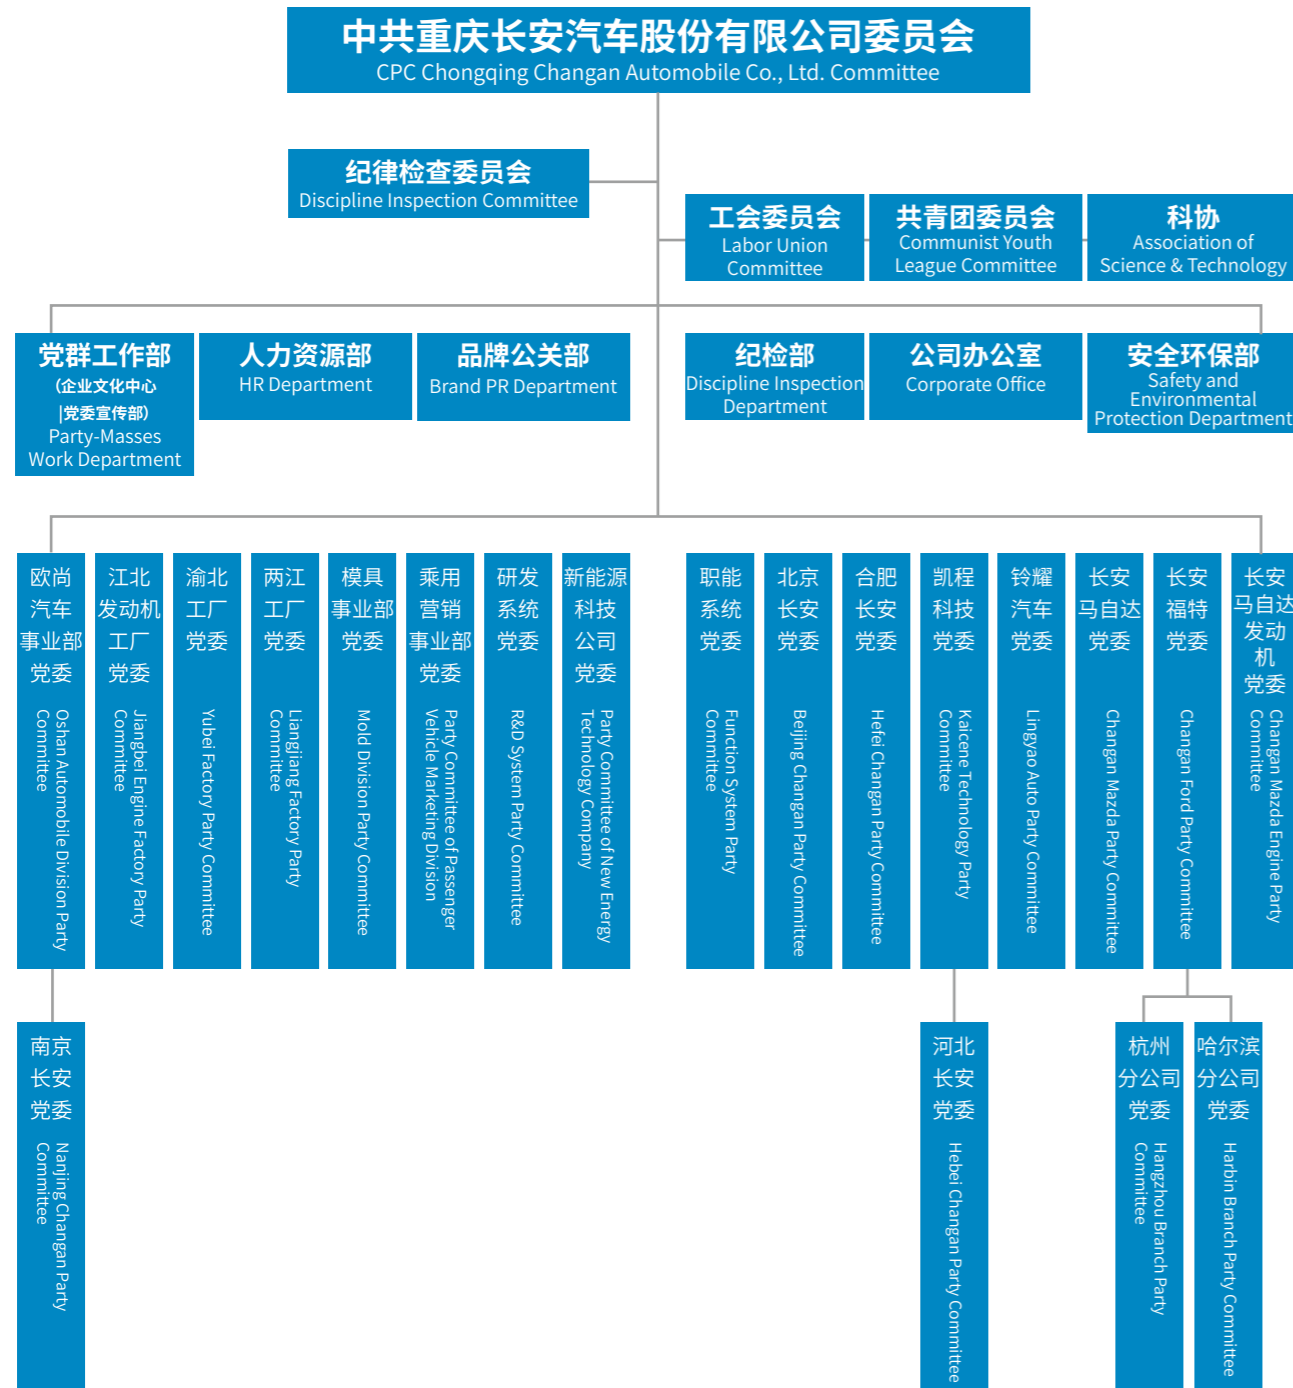 中共重庆长安汽车股份有限公司委员会
CPC Chongqing Changan Automobile Co., Ltd. Committee
纪律检查委员会
Discipline Inspection Committee
工会委员会
Labor Union
Committee
共青团委员会
Communist Youth
League Committee
科协
Association of
Science & Technology
党群工作部
(企业文化中心
|党委宣传部)
Party-Masses
Work Department
人力资源部
HR Department
品牌公关部
Brand PR Department
纪检部
Discipline Inspection
Department
公司办公室
Corporate Office
安全环保部
Safety and
Environmental
Protection Department
欧尚
汽车
事业部
党委
Oshan Automobile Division Party
Committee
江北
发动机
工厂
党委
Jiangbei Engine Factory Party
Committee
渝北
工厂
党委
Yubei Factory Party Committee
两江
工厂
党委
Liangjiang Factory Party
Committee
模具
事业部
党委
Mold Division Party Committee
乘用
营销
事业部
党委
Party Committee of Passenger
Vehicle Marketing Division
研发
系统
党委
R&D System Party Committee
新能源
科技
公司
党委
Party Committee of New Energy
Technology Company
职能
系统
党委
Function System Party
Committee
北京
长安
党委
Beijing Changan Party Committee
合肥
长安
党委
Hefei Changan Party Committee
凯程
科技
党委
Kaicene Technology Party
Committee
铃耀
汽车
党委
Lingyao Auto Party Committee
长安
马自达
党委
Changan Mazda Party Committee
长安
福特
党委
Changan Ford Party Committee
长安
马自达
发动
机
党委
Changan Mazda Engine Party
Committee
南京
长安
党委
Nanjing Changan Party
Committee
河北
长安
党委
Hebei Changan Party Committee
杭州
分公司
党委
Hangzhou Branch Party
Committee
哈尔滨
分公司
党委
Harbin Branch Party Committee